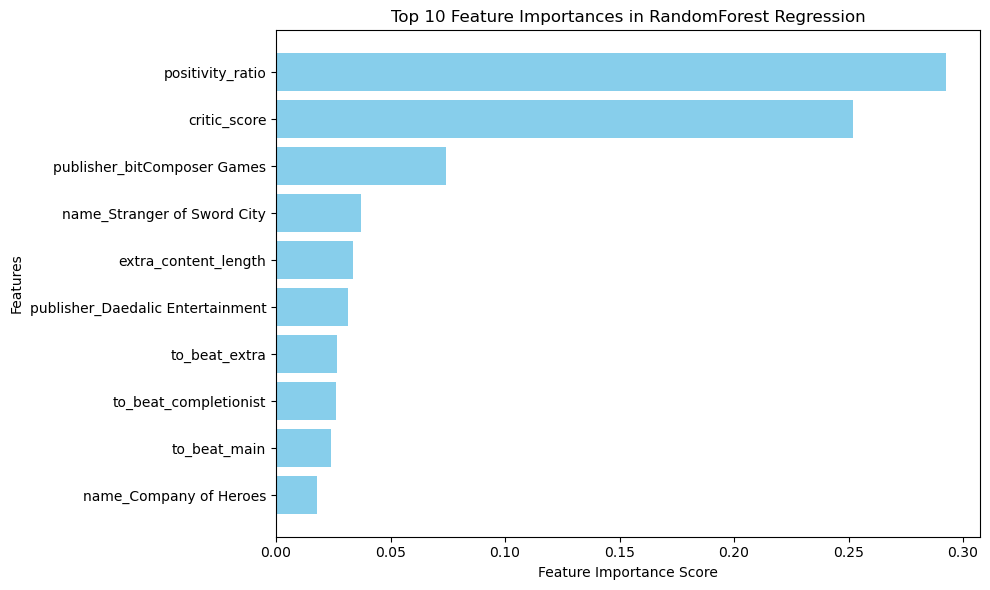 Top 10 Feature Importances in RandomForest Regression
Features
positivity_ratio
critic_score
publisher_bitComposer Games
name_Stranger of Sword City
extra_content_length
publisher_Daedalic Entertainment
to_beat_extra
to_beat_completionist
to_beat_main
name_Company of Heroes
0.00 0.05 0.10 0.15 0.20 0.25 0.30
Feature Importance Score